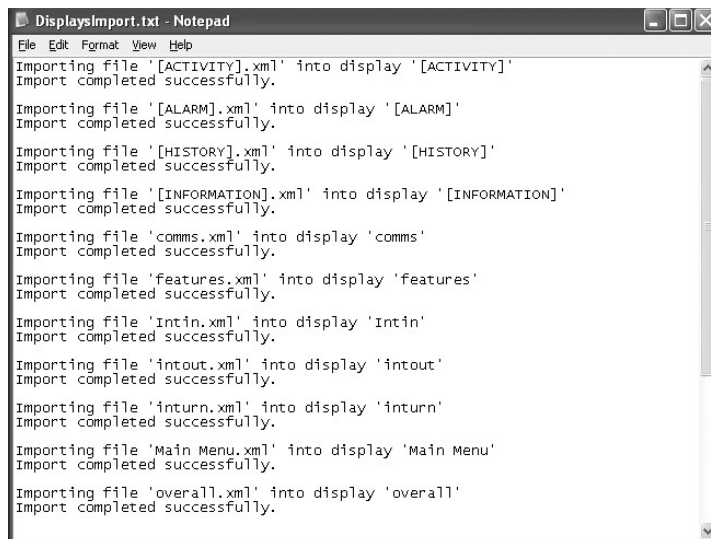 DisplaysImport.txt - Notepad
File Edit Format View Help
Importing file '[ACTIVITY].xml' into display '[ACTIVITY]'
Import completed successfully.
Importing file '[ALARM].xml' into display '[ALARM]'
Import completed successfully.
Importing file '[HISTORY].xml' into display '[HISTORY]'
Import completed successfully.
Importing file '[INFORMATION].xml' into display '[INFORMATION]'
Import completed successfully.
Importing file 'comms.xml' into display 'comms'
Import completed successfully.
Importing file 'features.xml' into display 'features'
Import completed successfully.
Importing file 'Intin.xml' into display 'Intin'
Import completed successfully.
Importing file 'intout.xml' into display 'intout'
Import completed successfully.
Importing file 'inturn.xml' into display 'inturn'
Import completed successfully.
Importing file 'Main Menu.xml' into display 'Main Menu'
Import completed successfully.
Importing file 'overall.xml' into display 'overall'
Import completed successfully.